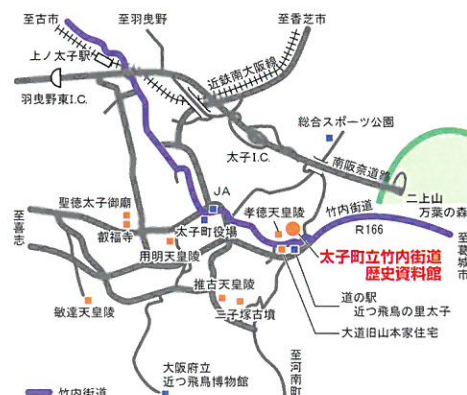 至古市
至羽曳野
至香芝市
上ノ太子駅
近鉄南大阪線
羽曳野東I.C.
総合スポーツ公園
太子I.C.
南阪奈道路
二上山
万葉の森
JA
竹内街道
聖徳太子御廟
孝徳天皇陵
R166
至喜志
叡福寺
太子町役場
用明天皇陵
太子町立竹内街道
歴史資料館
至葛城市
推古天皇陵
道の駅
近つ飛鳥の里太子
敏達天皇陵
二子塚古墳
大道旧山本家住宅
大阪府立
近つ飛鳥博物館
至河南町
竹内街道